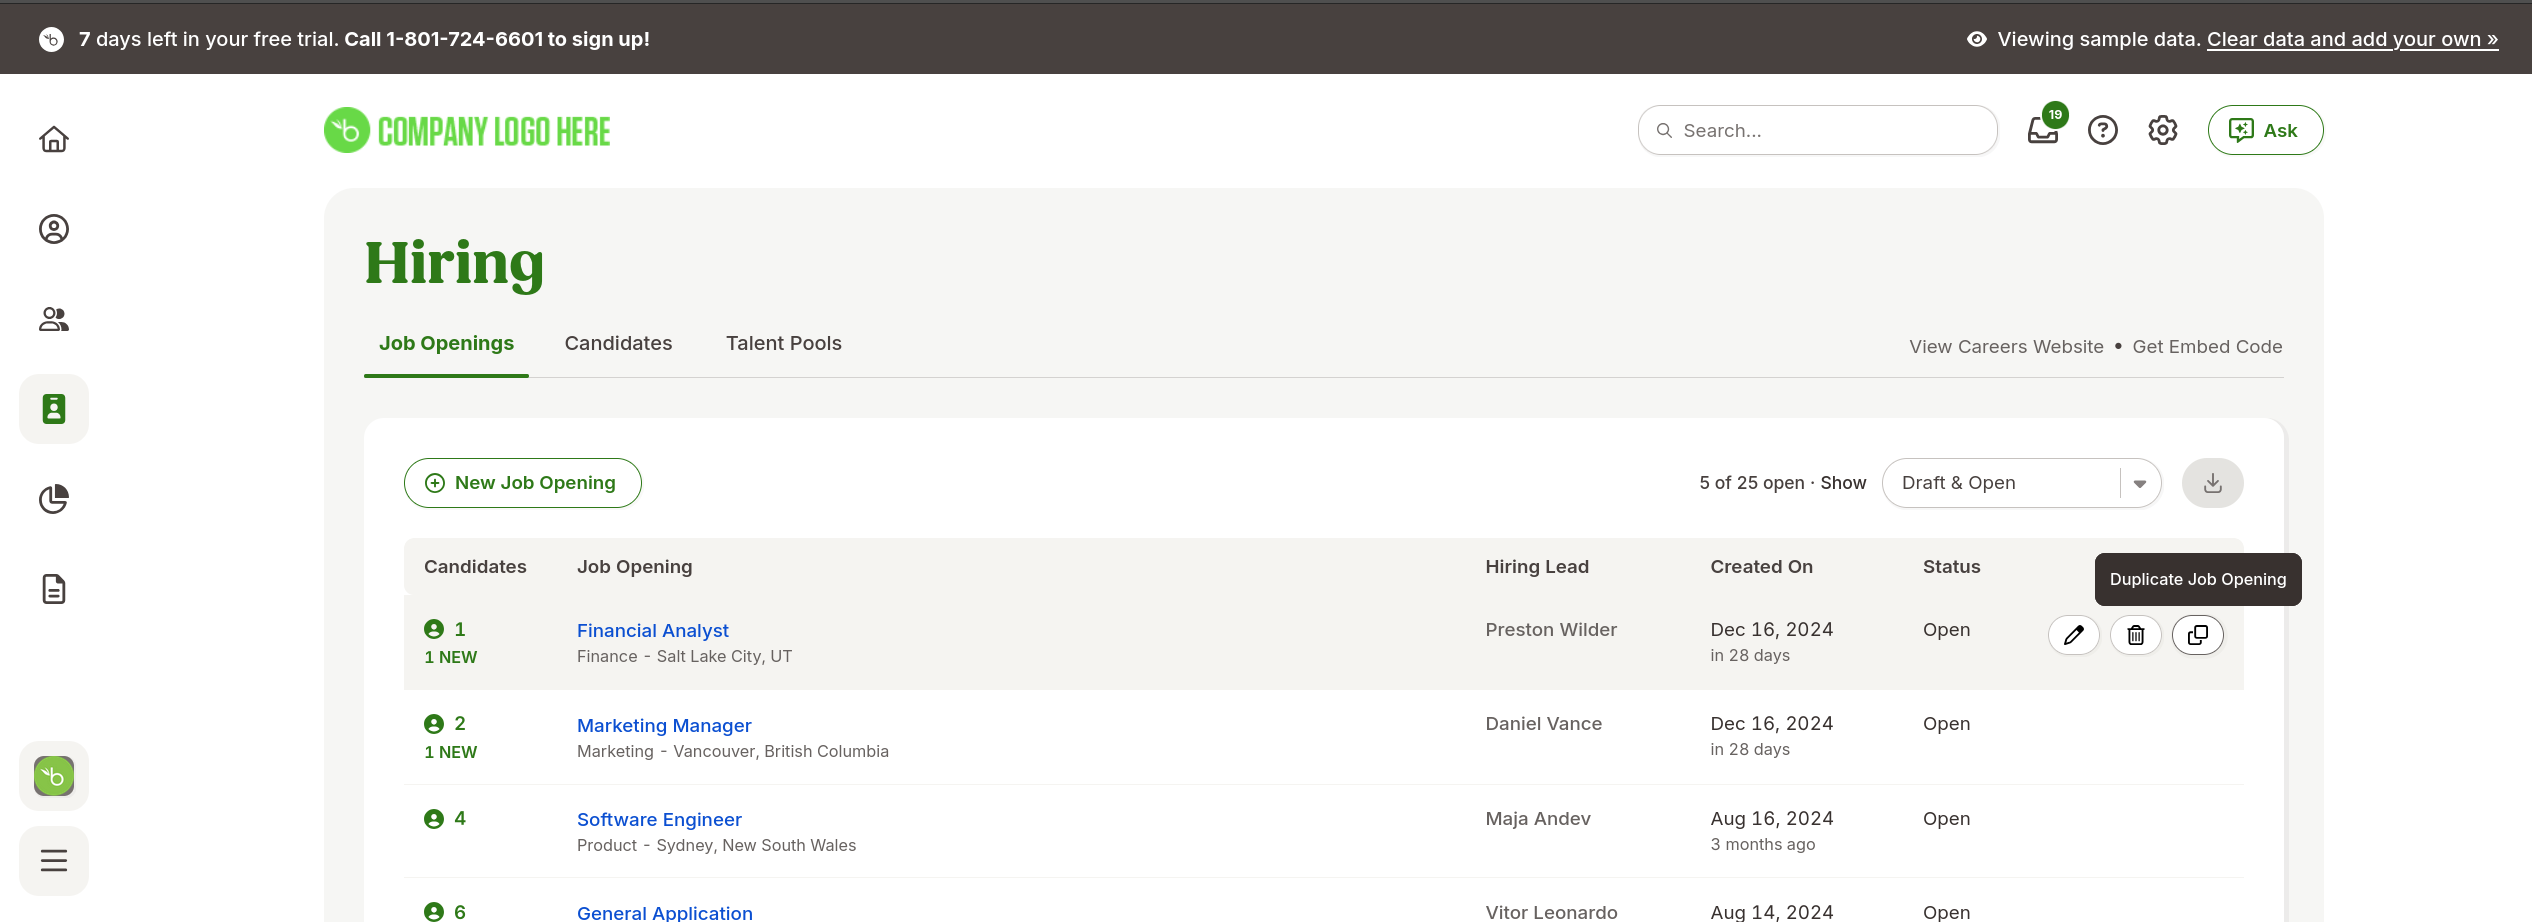 7 days left in your free trial. Call 1-801-724-6601 to sign up!
Viewing sample data. Clear data and add your own »
COMPANY LOGO HERE
Search...
19
Ask
Hiring
Job Openings
Candidates
Talent Pools
View Careers Website • Get Embed Code
New Job Opening
5 of 25 open · Show
Draft & Open
Candidates
Job Opening
Hiring Lead
Created On
Status
Duplicate Job Opening
1
1 NEW
Financial Analyst
Finance - Salt Lake City, UT
Preston Wilder
Dec 16, 2024
in 28 days
Open
2
1 NEW
Marketing Manager
Marketing - Vancouver, British Columbia
Daniel Vance
Dec 16, 2024
in 28 days
Open
4
Software Engineer
Product - Sydney, New South Wales
Maja Andev
Aug 16, 2024
3 months ago
Open
6
General Application
Vitor Leonardo
Aug 14, 2024
Open